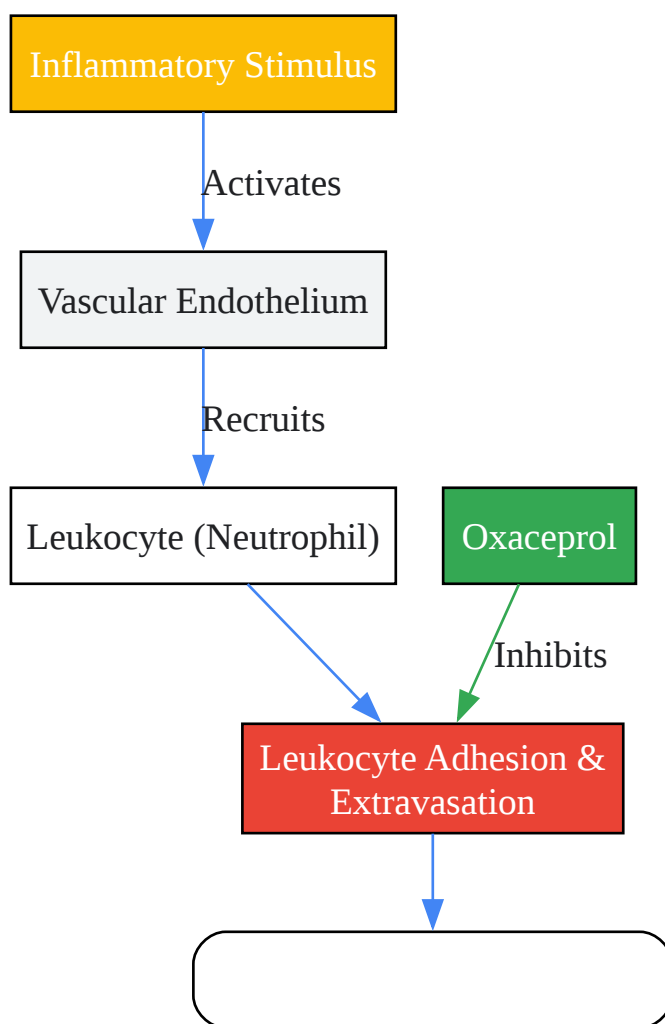 Inflammatory Stimulus
Activates
Vascular Endothelium
Recruits
Leukocyte (Neutrophil)
Oxaceprol
Inhibits
Leukocyte Adhesion &
Extravasation